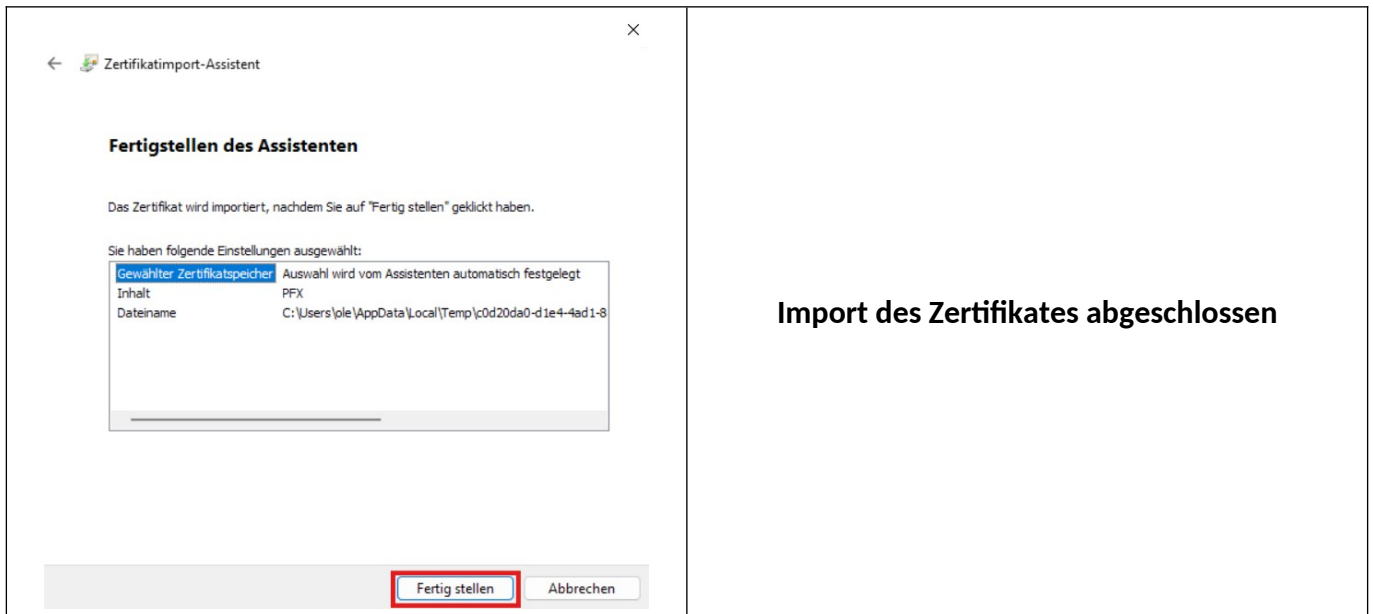 Zertifikatimport-Assistent
Fertigstellen des Assistenten
Das Zertifikat wird importiert, nachdem Sie auf "Fertig stellen" geklickt haben.
Sie haben folgende Einstellungen ausgewählt:
Gewählter Zertifikatspeicher Auswahl wird vom Assistenten automatisch festgelegt
Inhalt PFX
Dateiname C:\Users\ole\AppData\Local\Temp\c0d20da0-d1e4-4ad1-8
Fertig stellen Abbrechen
Import des Zertifikates abgeschlossen